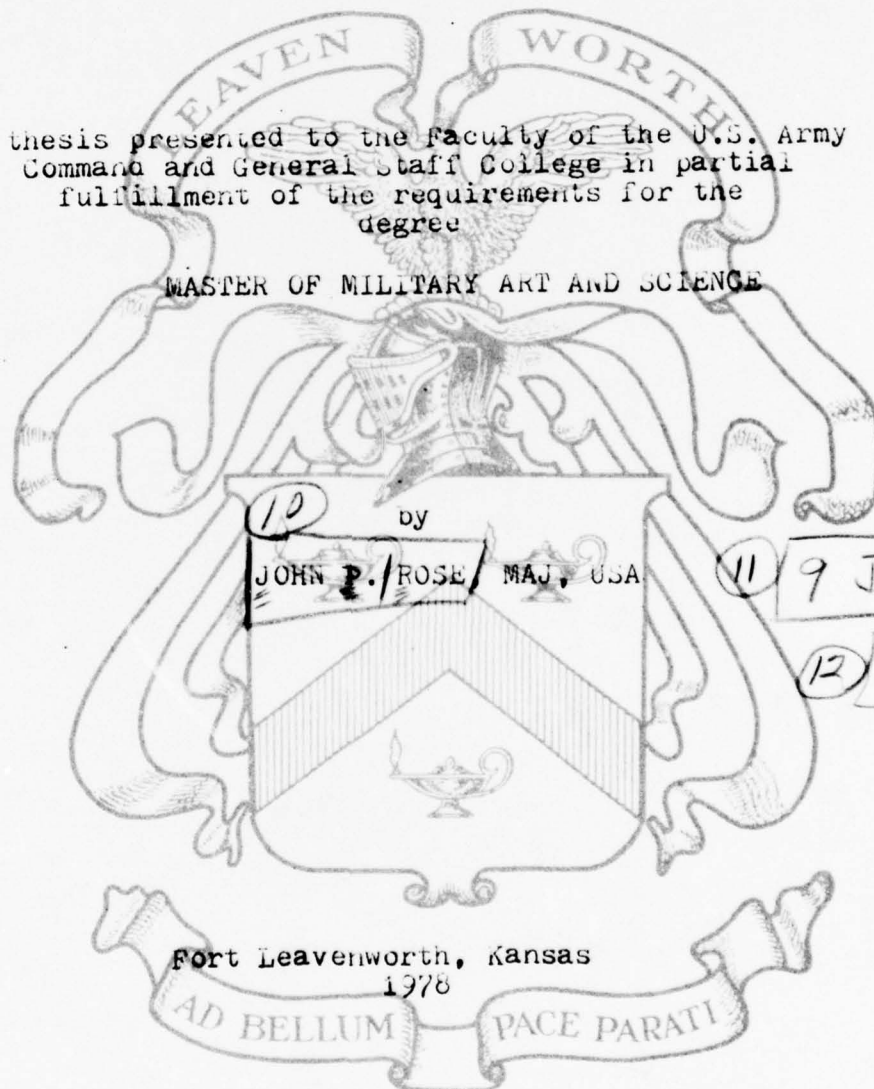 LEAVEN WORTH
thesis presented to the Faculty of the U.S. Army
Command and General Staff College in partial
fulfillment of the requirements for the
degree
MASTER OF MILITARY ART AND SCIENCE
10 by
JOHN P. ROSE, MAJ, USA
11 9 J
12
Fort Leavenworth, Kansas
1978
AD BELLUM PACE PARATI